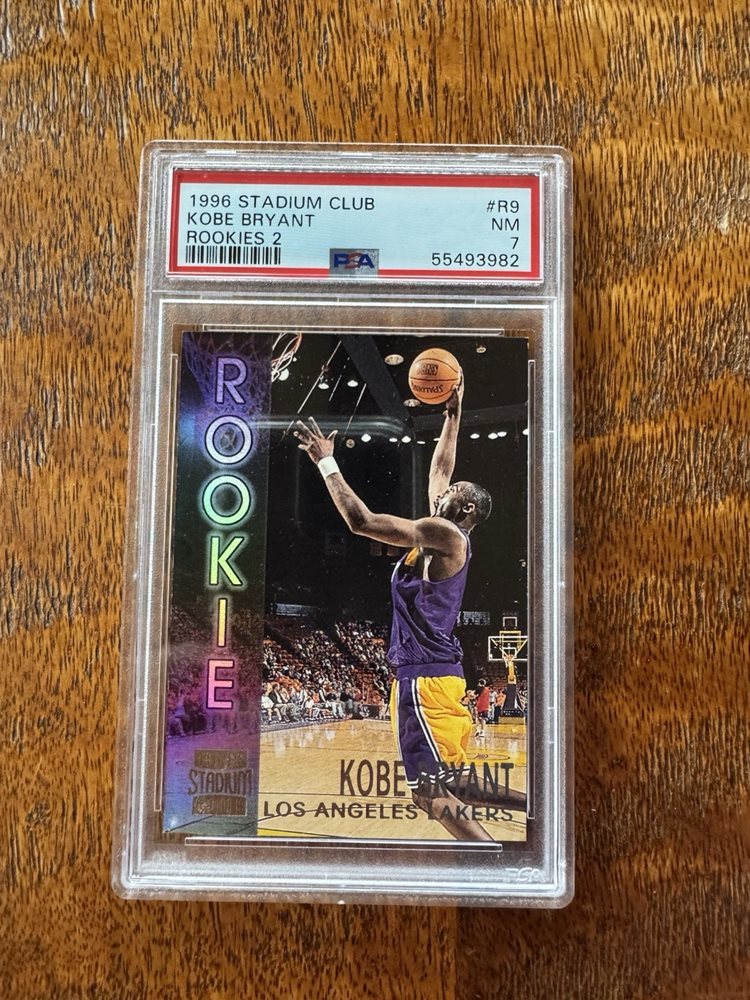 1996 STADIUM CLUB #R9
KOBE BRYANT NM
ROOKIES 2 7
PSA 55493982
SPALDING
ROOKIE
STADIUM
KOBE BRYANT
LOS ANGELES LAKERS